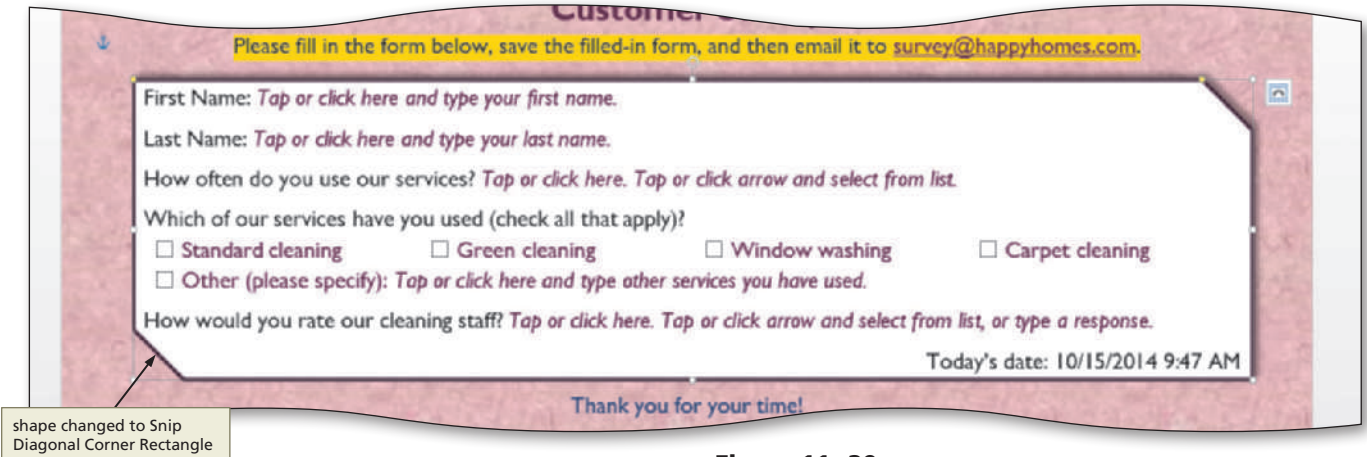 Customer
Please fill in the form below, save the filled-in form, and then email it to survey@happyhomes.com.
First Name: Tap or click here and type your first name.
Last Name: Tap or click here and type your last name.
How often do you use our services? Tap or click here. Tap or click arrow and select from list.
Which of our services have you used (check all that apply)?
☐ Standard cleaning ☐ Green cleaning ☐ Window washing ☐ Carpet cleaning
☐ Other (please specify): Tap or click here and type other services you have used.
How would you rate our cleaning staff? Tap or click here. Tap or click arrow and select from list, or type a response.
Today's date: 10/15/2014 9:47 AM
Thank you for your time!
shape changed to Snip
Diagonal Corner Rectangle